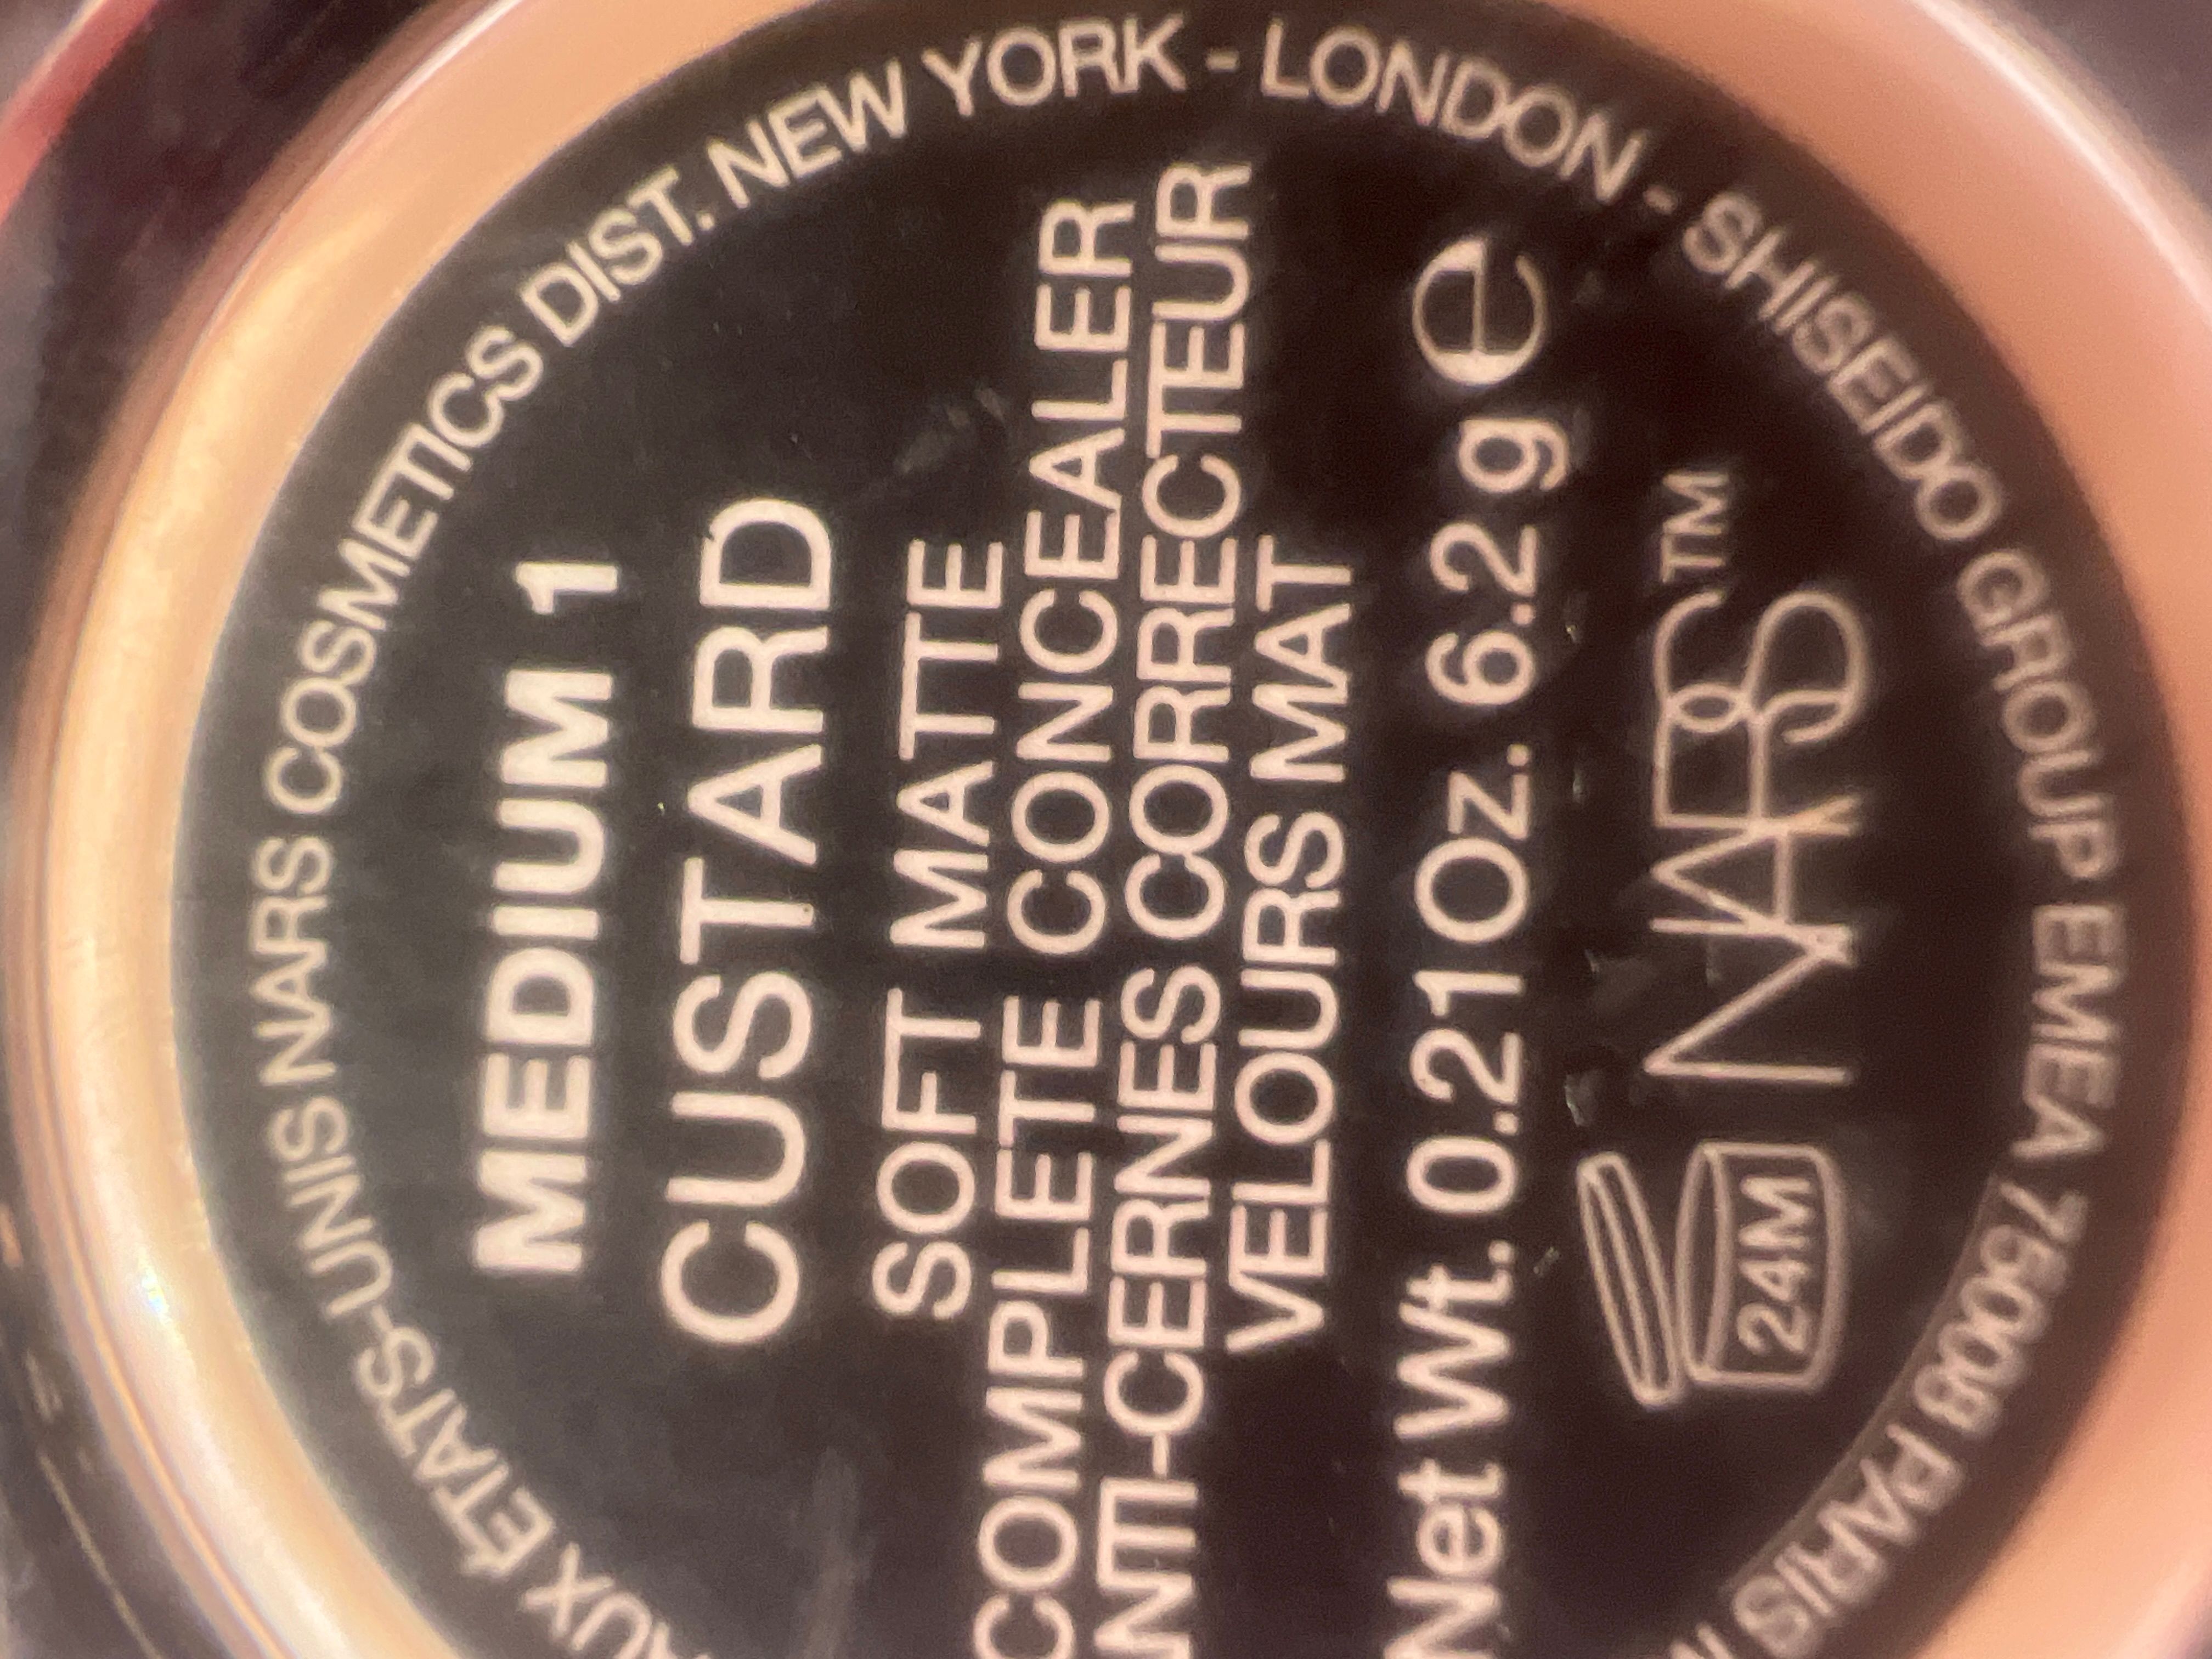 MEDIUM 1
CUSTARD
SOFT MATTE
COMPLETE CONCEALER
ANTI-CERNES CORRECTEUR
VELOURS MAT
Net Wt. 0.21 Oz. 6.2 g e
24M NARS™
AUX ÉTATS-UNIS NARS COSMETICS DIST. NEW YORK - LONDON - SHISEIDO GROUP EMEA 75008 PARIS